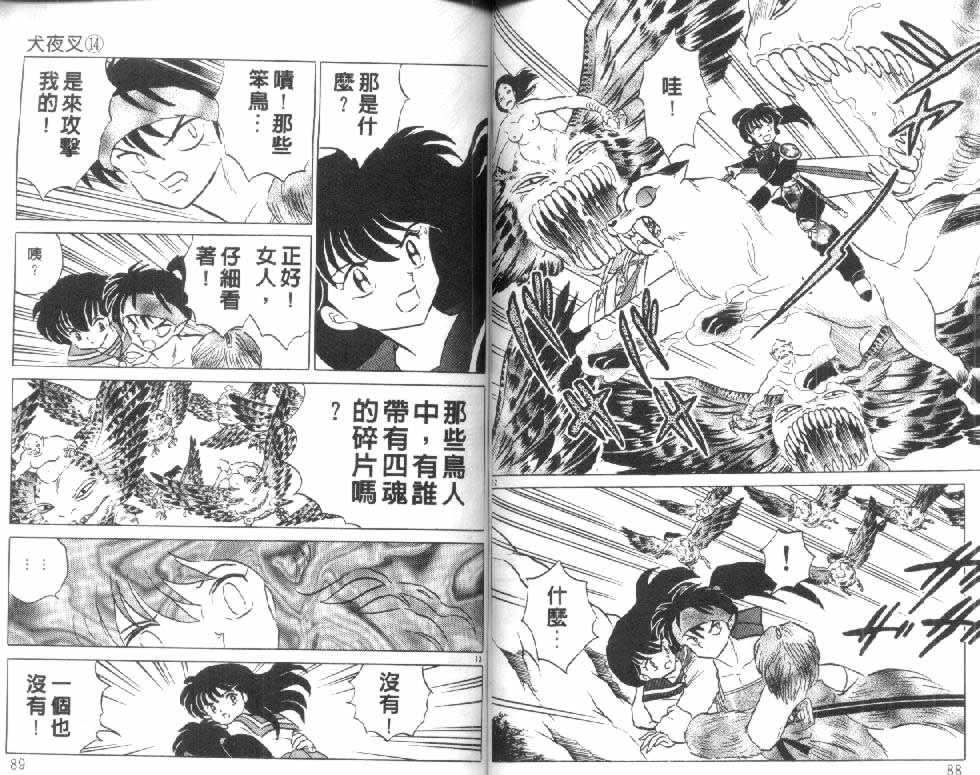 哇！
什麼…
！
88
犬夜叉⑭
那是什
麼？
嘖！那些
笨鳥…
是來攻擊
我的！
正好！
女人，
仔細看
著！
咦？
那些鳥人
中，有誰
帶有四魂
的碎片嗎
？
……
沒有！
一個也
沒有！
89